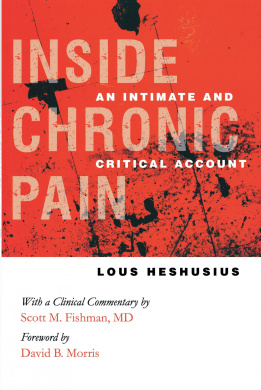 INSIDE
AN INTIMATE AND
CHRONIC
CRITICAL ACCOUNT
PAIN
LOUS HESHUSIUS
With a Clinical Commentary by
Scott M. Fishman, MD
Foreword by
David B. Morris